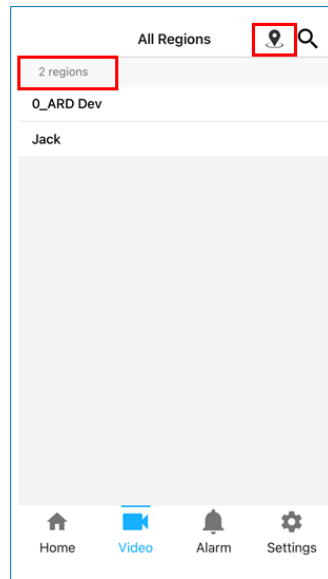 All Regions
2 regions
0_ARD Dev
Jack
Home Video Alarm Settings